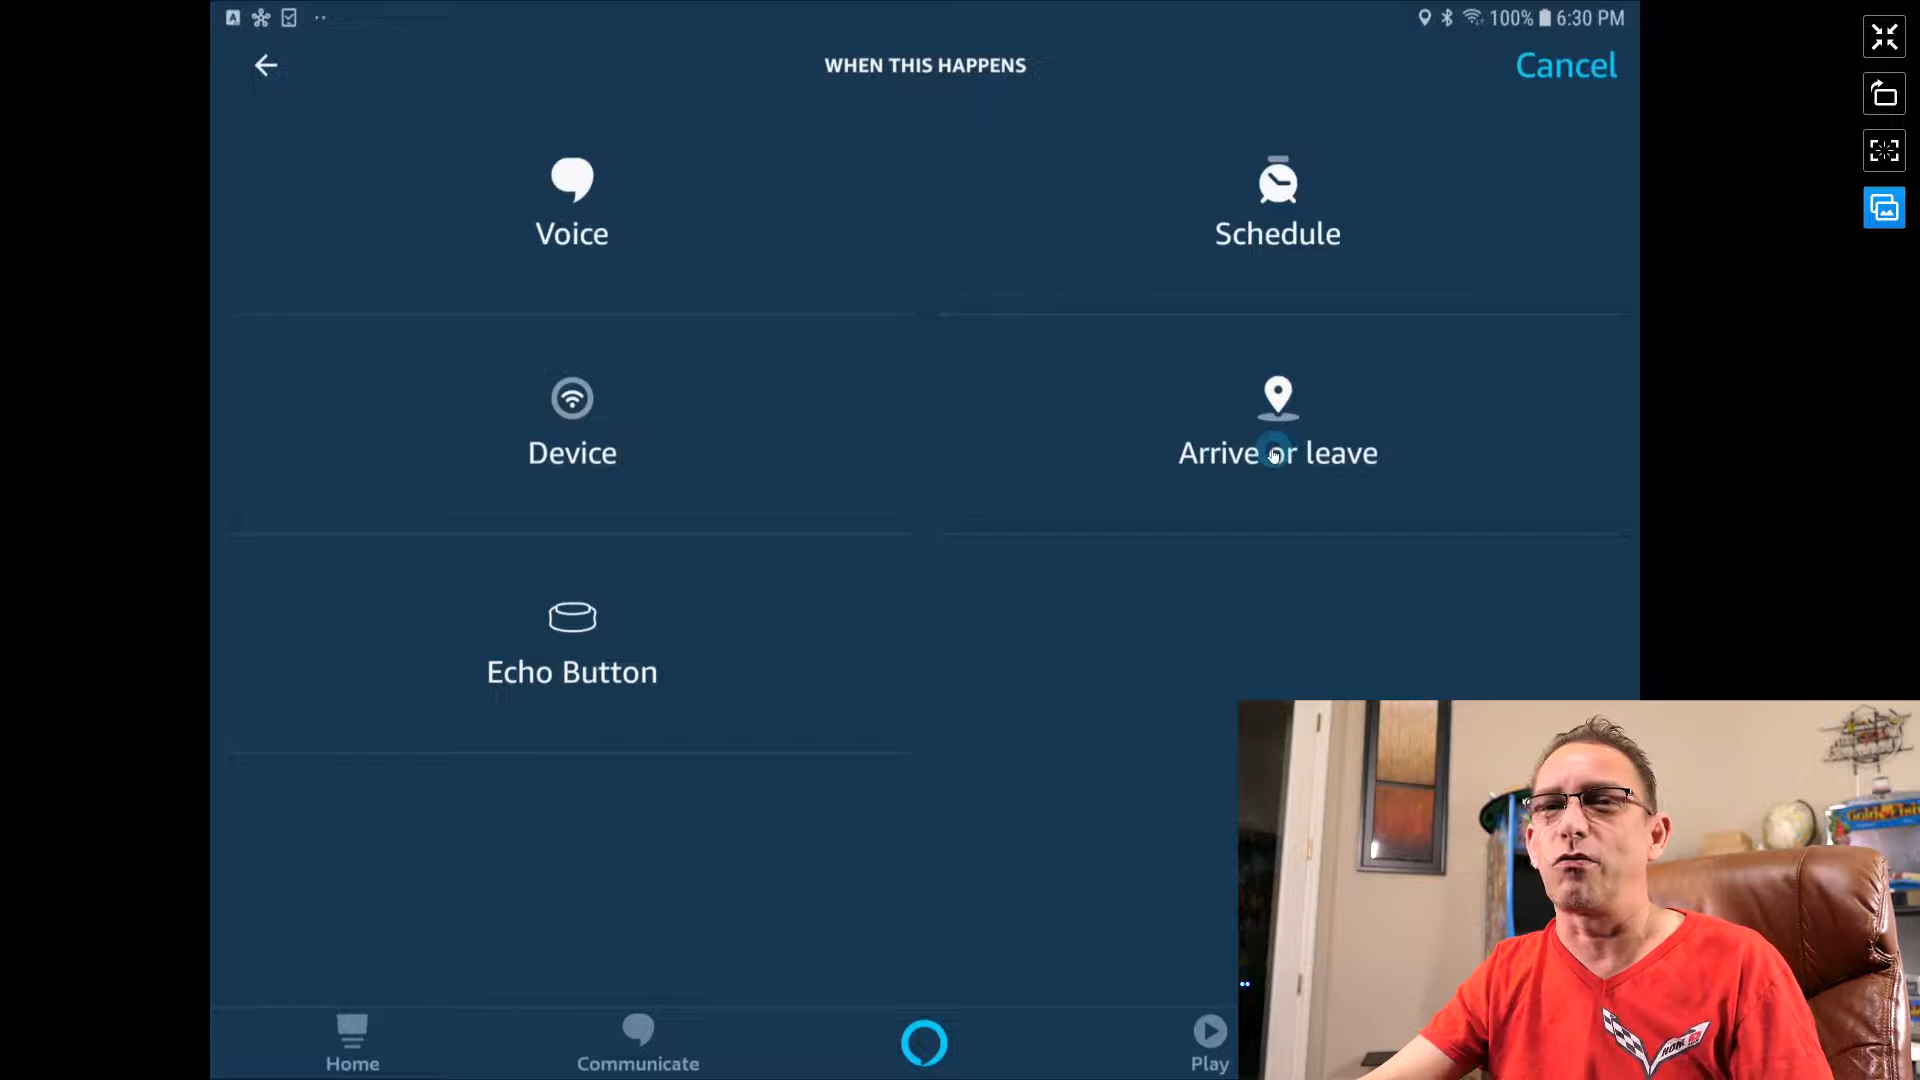 100% 6:30 PM
WHEN THIS HAPPENS
Cancel
Voice
Schedule
Device
Arrive or leave
Echo Button
Home
Communicate
Play